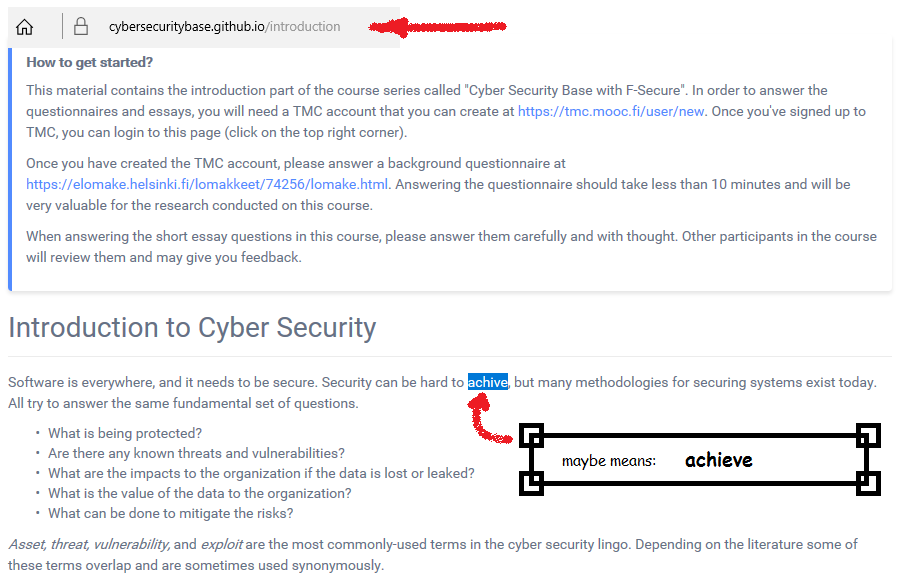 cybersecuritybase.github.io/introduction
How to get started?
This material contains the introduction part of the course series called "Cyber Security Base with F-Secure". In order to answer the
questionnaires and essays, you will need a TMC account that you can create at https://tmc.mooc.fi/user/new. Once you've signed up to
TMC, you can login to this page (click on the top right corner).
Once you have created the TMC account, please answer a background questionnaire at
https://elomake.helsinki.fi/lomakkeet/74256/lomake.html. Answering the questionnaire should take less than 10 minutes and will be
very valuable for the research conducted on this course.
When answering the short essay questions in this course, please answer them carefully and with thought. Other participants in the course
will review them and may give you feedback.
Introduction to Cyber Security
Software is everywhere, and it needs to be secure. Security can be hard to achive, but many methodologies for securing systems exist today.
All try to answer the same fundamental set of questions.
• What is being protected?
• Are there any known threats and vulnerabilities?
• What are the impacts to the organization if the data is lost or leaked?
• What is the value of the data to the organization?
• What can be done to mitigate the risks?
maybe means: achieve
Asset, threat, vulnerability, and exploit are the most commonly-used terms in the cyber security lingo. Depending on the literature some of
these terms overlap and are sometimes used synonymously.